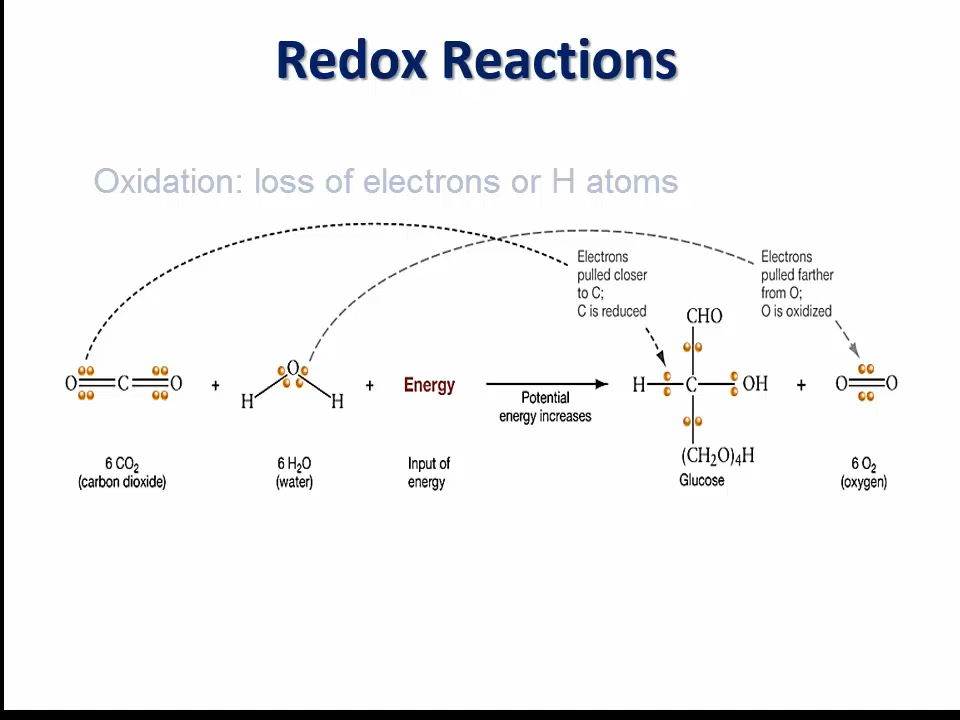 Redox Reactions
Oxidation: loss of electrons or H atoms
Electrons
pulled closer
to C;
C is reduced
Electrons
pulled farther
from O;
O is oxidized
CHO
O C O + O H H + Energy
Potential
energy increases
H C OH + O O
(CH₂O)₄H
6 CO₂
(carbon dioxide)
6 H₂O
(water)
Input of
energy
Glucose
6 O₂
(oxygen)